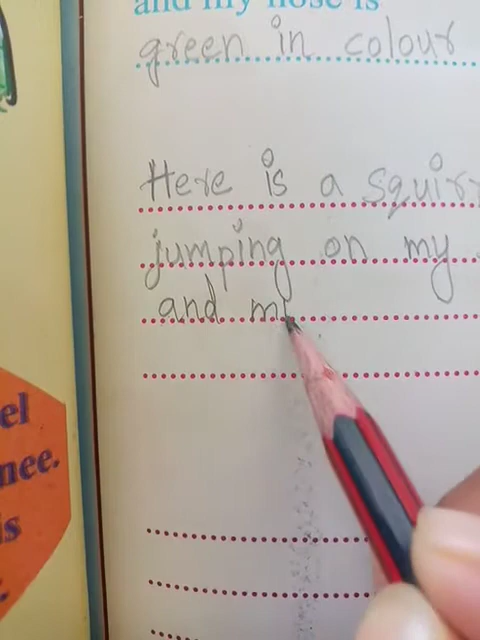 and my nose is
green in colour
Here is a
jumping on my
and m
el
nee.
is